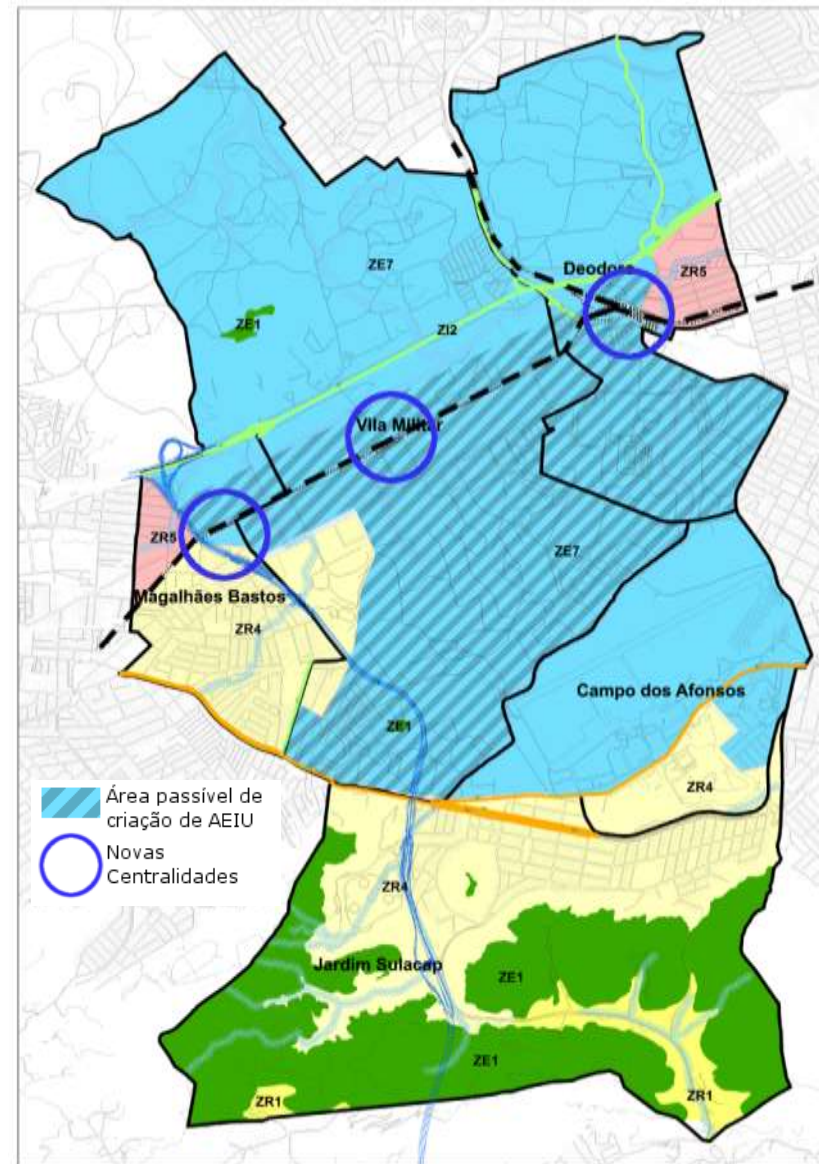 ZE7
Deodoro
ZR5
ZE1
ZI2
Vila Militar
ZR5
ZE7
Magalhães Bastos
ZR4
Campo dos Afonsos
ZE1
ZR4
Área passível de
criação de AEIU
Novas
Centralidades
ZR4
Jardim Sulacap
ZE1
ZE1
ZR1
ZR1